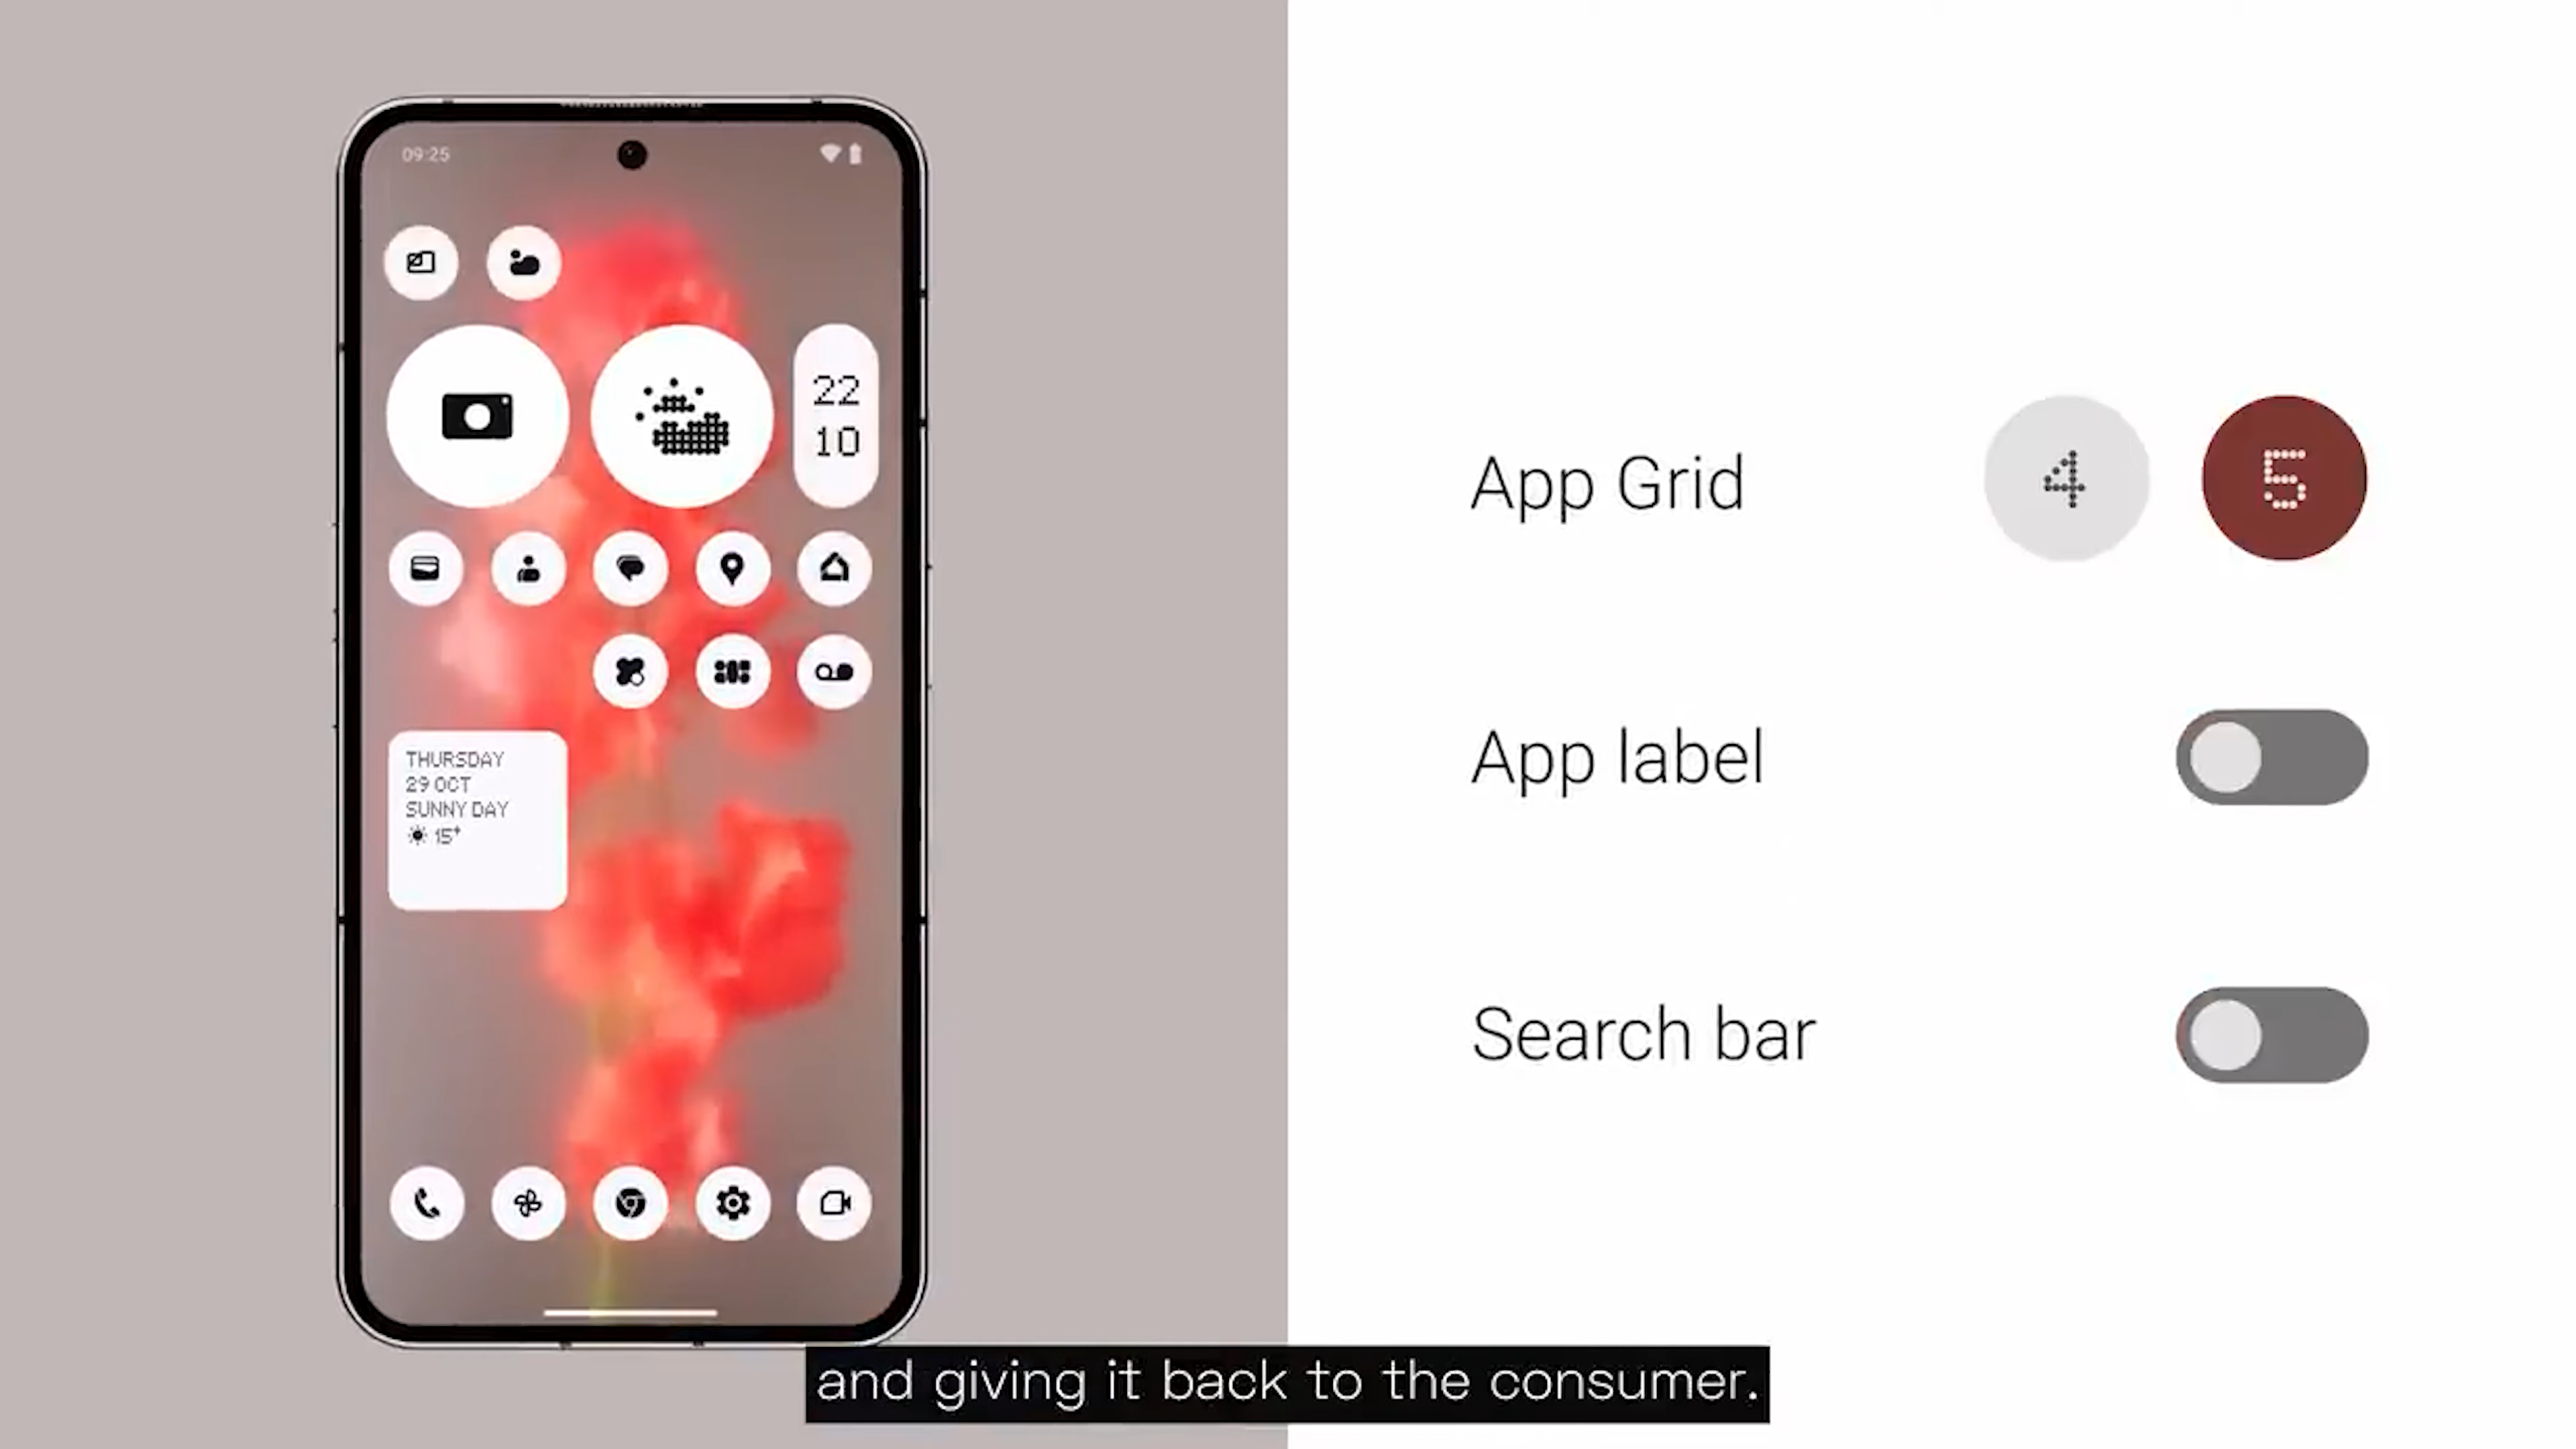 09:25
22
10
THURSDAY
29 OCT
SUNNY DAY
15°
App Grid
4
5
App label
Search bar
and giving it back to the consumer.